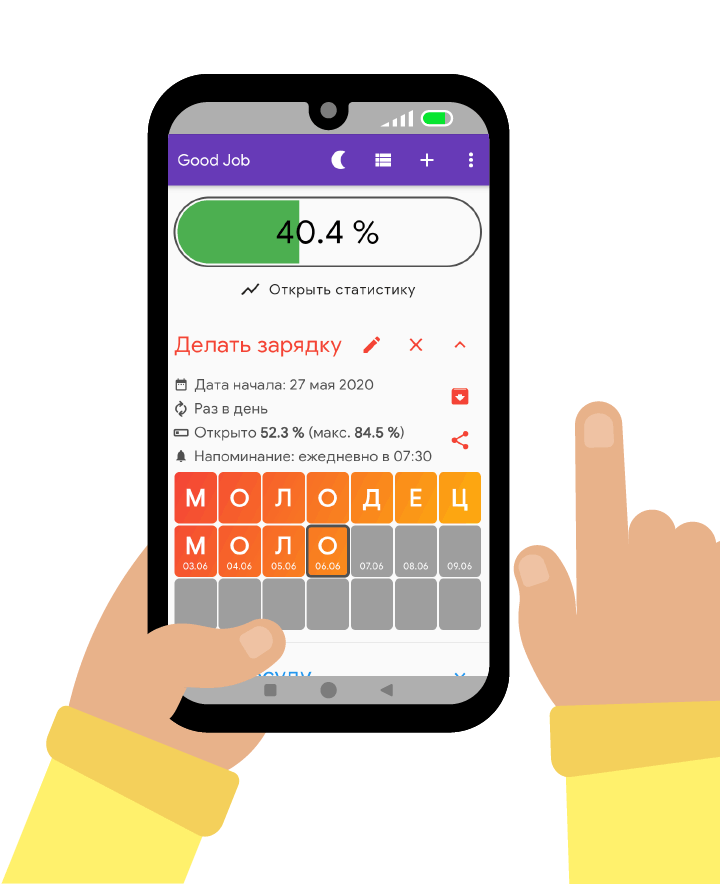 Good Job
40.4 %
Открыть статистику
Делать зарядку
Дата начала: 27 мая 2020
Раз в день
Открыто 52.3 % (макс. 84.5 %)
Напоминание: ежедневно в 07:30
М О Л О Д Е Ц
М О Л О
03.06 04.06 05.06 06.06 07.06 08.06 09.06